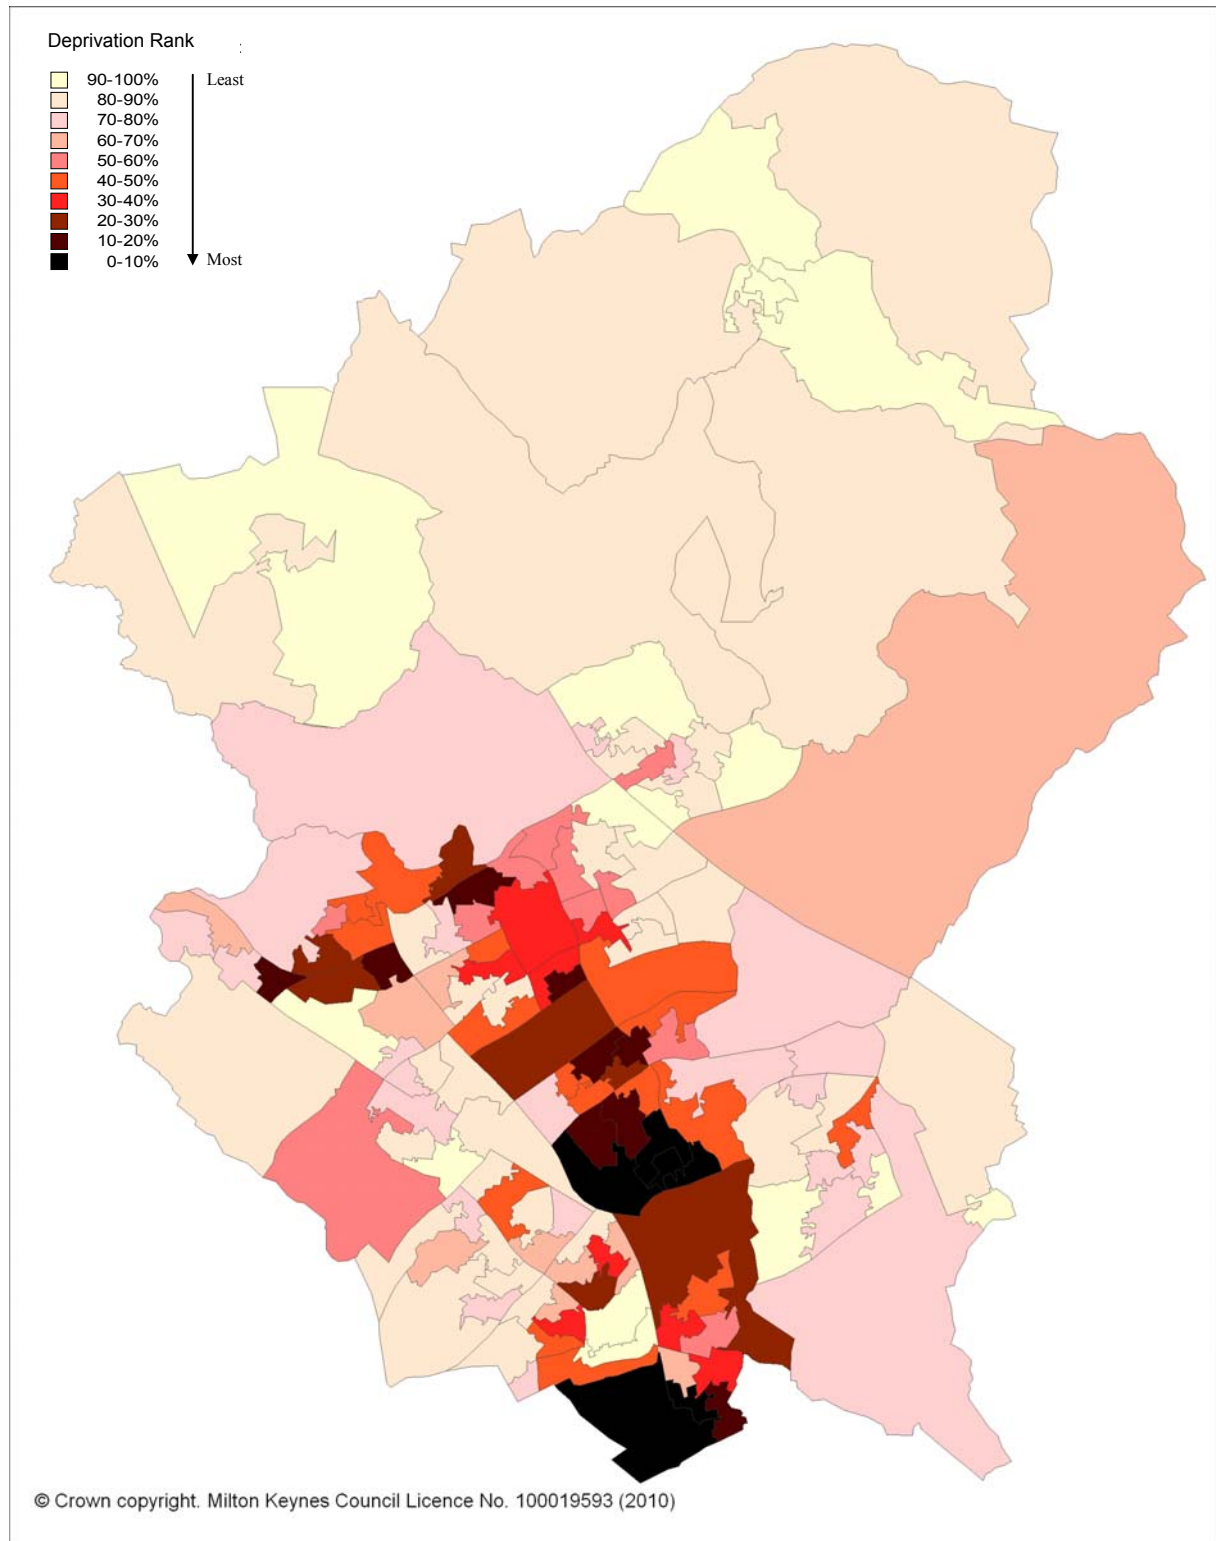 Deprivation Rank :
90-100% Least
80-90%
70-80%
60-70%
50-60%
40-50%
30-40%
20-30%
10-20%
0-10% Most
© Crown copyright. Milton Keynes Council Licence No. 100019593 (2010)